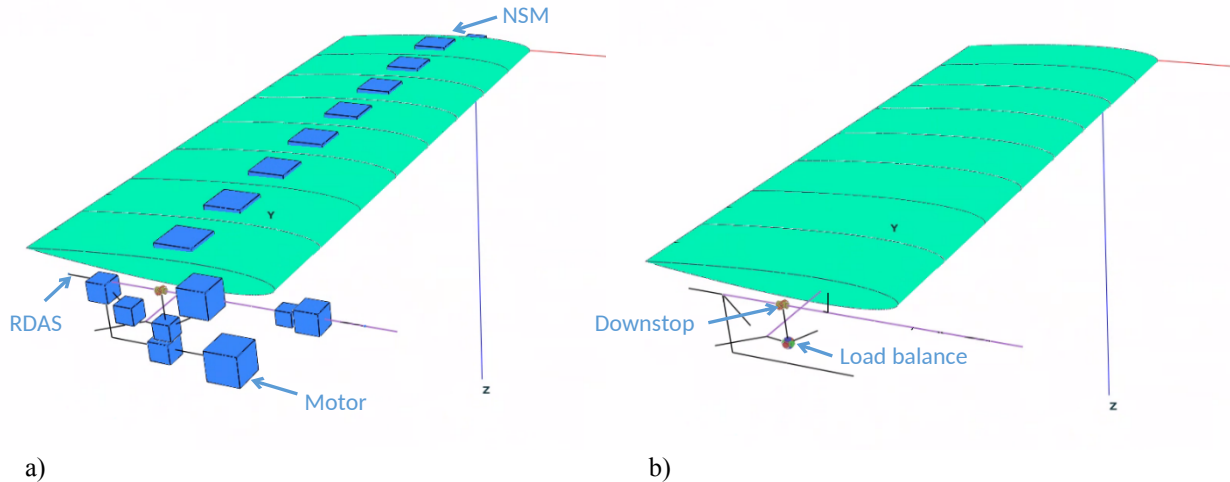 NSM
Y
RDAS
Z
Motor
a)
Y
Downstop
Load balance
Z
b)